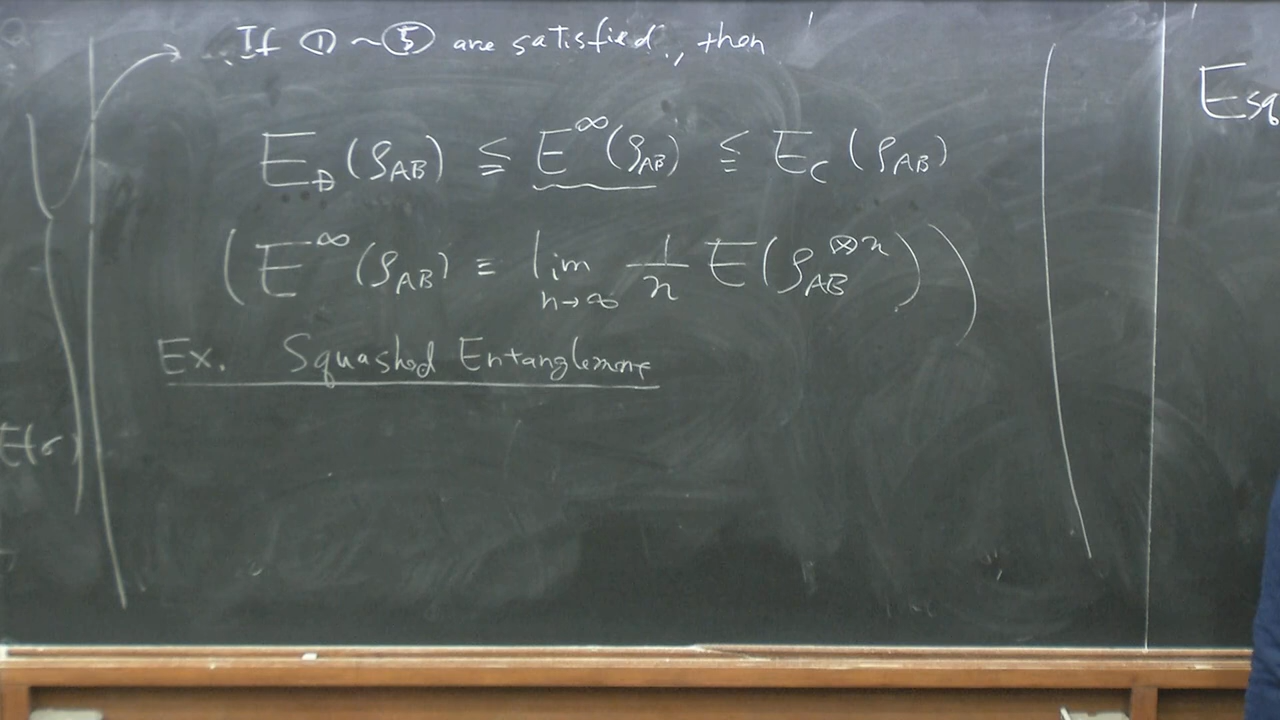 If ① ~ ⑤ are satisfied, then
E_D(ρ_AB) ≦ E^∞(ρ_AB) ≦ E_C(ρ_AB)
(E^∞(ρ_AB) ≡ lim_{n→∞} 1/n E(ρ_AB^{⊗n}))
Ex. Squashed Entanglement
E(σ)
Esq